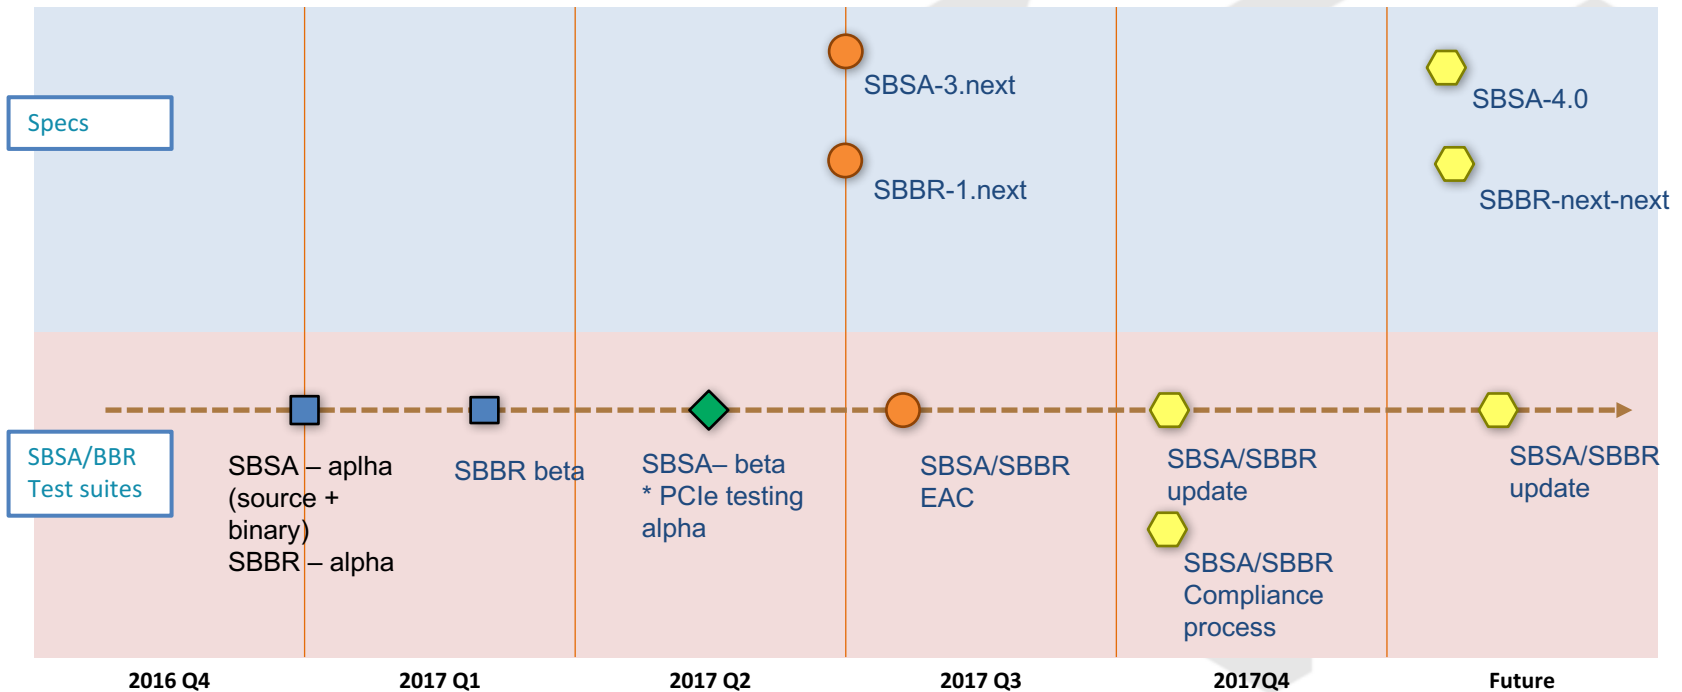 Specs
SBSA-3.next
SBBR-1.next
SBSA-4.0
SBBR-next-next
SBSA/BBR
Test suites
SBSA – aplha
(source +
binary)
SBBR – alpha
SBBR beta
SBSA– beta
* PCIe testing
alpha
SBSA/SBBR
EAC
SBSA/SBBR
update
SBSA/SBBR
Compliance
process
SBSA/SBBR
update
2016 Q4
2017 Q1
2017 Q2
2017 Q3
2017Q4
Future